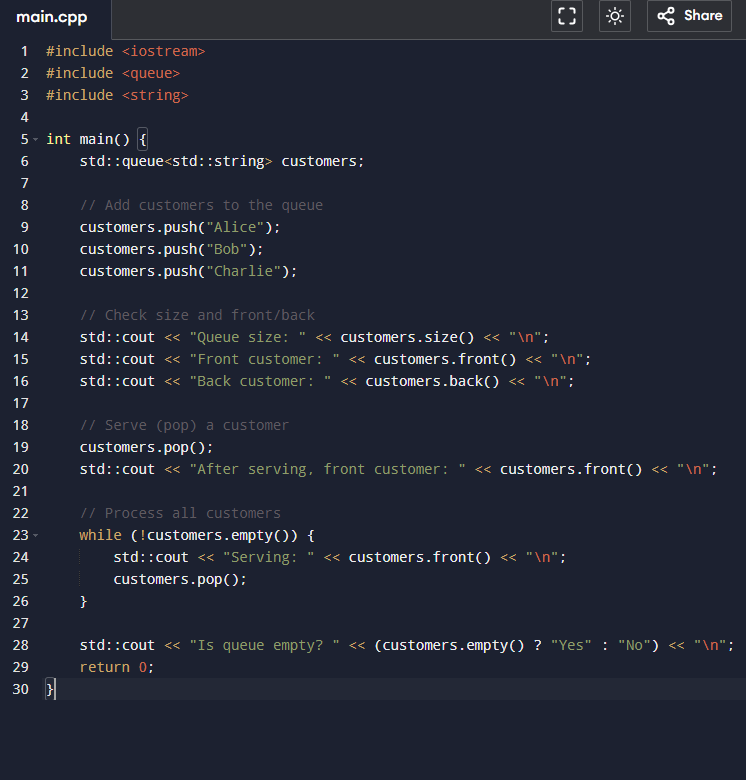 main.cpp
Share
1 #include <iostream>
2 #include <queue>
3 #include <string>
4
5 int main() {
6     std::queue<std::string> customers;
7
8     // Add customers to the queue
9     customers.push("Alice");
10     customers.push("Bob");
11     customers.push("Charlie");
12
13     // Check size and front/back
14     std::cout << "Queue size: " << customers.size() << "\n";
15     std::cout << "Front customer: " << customers.front() << "\n";
16     std::cout << "Back customer: " << customers.back() << "\n";
17
18     // Serve (pop) a customer
19     customers.pop();
20     std::cout << "After serving, front customer: " << customers.front() << "\n";
21
22     // Process all customers
23     while (!customers.empty()) {
24         std::cout << "Serving: " << customers.front() << "\n";
25         customers.pop();
26     }
27
28     std::cout << "Is queue empty? " << (customers.empty() ? "Yes" : "No") << "\n";
29     return 0;
30 }